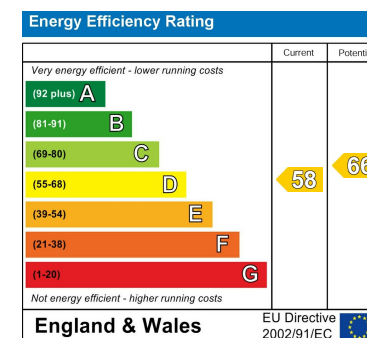 Energy Efficiency Rating
Current
Potenti
Very energy efficient - lower running costs
(92 plus) A
(81-91) B
(69-80) C
(55-68) D
58
66
(39-54) E
(21-38) F
(1-20) G
Not energy efficient - higher running costs
England & Wales
EU Directive
2002/91/EC